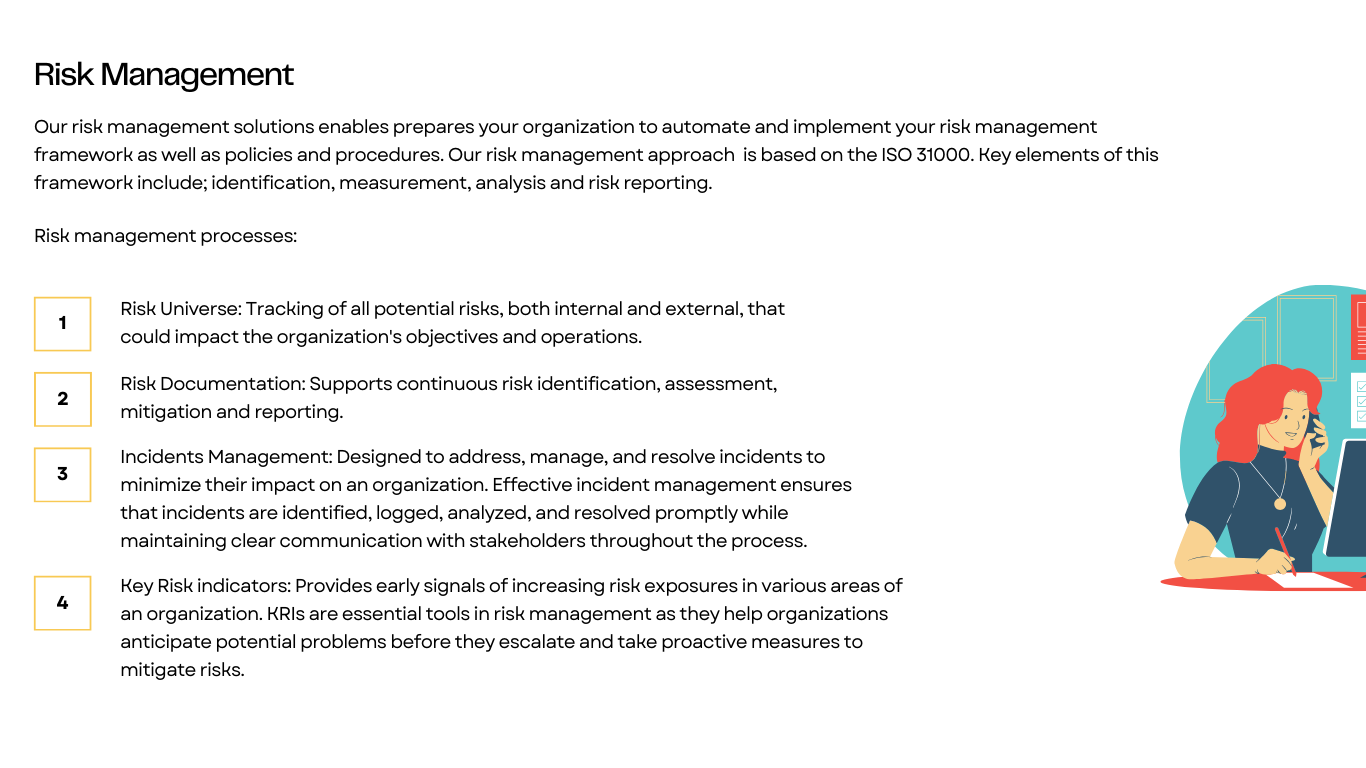 Risk Management
Our risk management solutions enables prepares your organization to automate and implement your risk management
framework as well as policies and procedures. Our risk management approach  is based on the ISO 31000. Key elements of this
framework include; identification, measurement, analysis and risk reporting.
Risk management processes:
1
Risk Universe: Tracking of all potential risks, both internal and external, that
could impact the organization's objectives and operations.
2
Risk Documentation: Supports continuous risk identification, assessment,
mitigation and reporting.
3
Incidents Management: Designed to address, manage, and resolve incidents to
minimize their impact on an organization. Effective incident management ensures
that incidents are identified, logged, analyzed, and resolved promptly while
maintaining clear communication with stakeholders throughout the process.
4
Key Risk indicators: Provides early signals of increasing risk exposures in various areas of
an organization. KRIs are essential tools in risk management as they help organizations
anticipate potential problems before they escalate and take proactive measures to
mitigate risks.